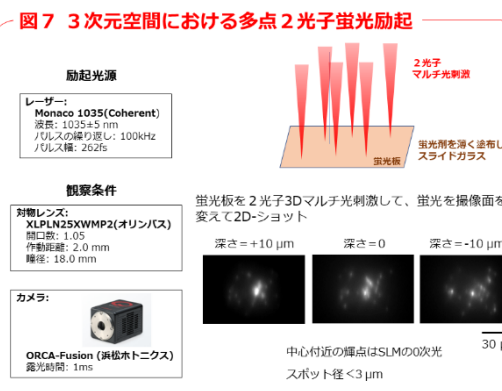 図7 3次元空間における多点2光子蛍光励起
励起光源
レーザー:
Monaco 1035(Coherent)
波長: 1035±5 nm
パルスの繰り返し: 100kHz
パルス幅: 262fs
2光子
マルチ光刺激
蛍光板
蛍光剤を薄く塗布し
スライドガラス
観察条件
対物レンズ:
XLPLN25XWMP2(オリンパス)
開口数: 1.05
作動距離: 2.0 mm
瞳径: 18.0 mm
蛍光板を2光子3Dマルチ光刺激して、蛍光を撮像面を
変えて2D-ショット
深さ=+10 μm
深さ=0
深さ=-10 μm
カメラ:
ORCA-Fusion (浜松ホトニクス)
露光時間: 1ms
30 μ
中心付近の輝点はSLMの0次光
スポット径<3 μm